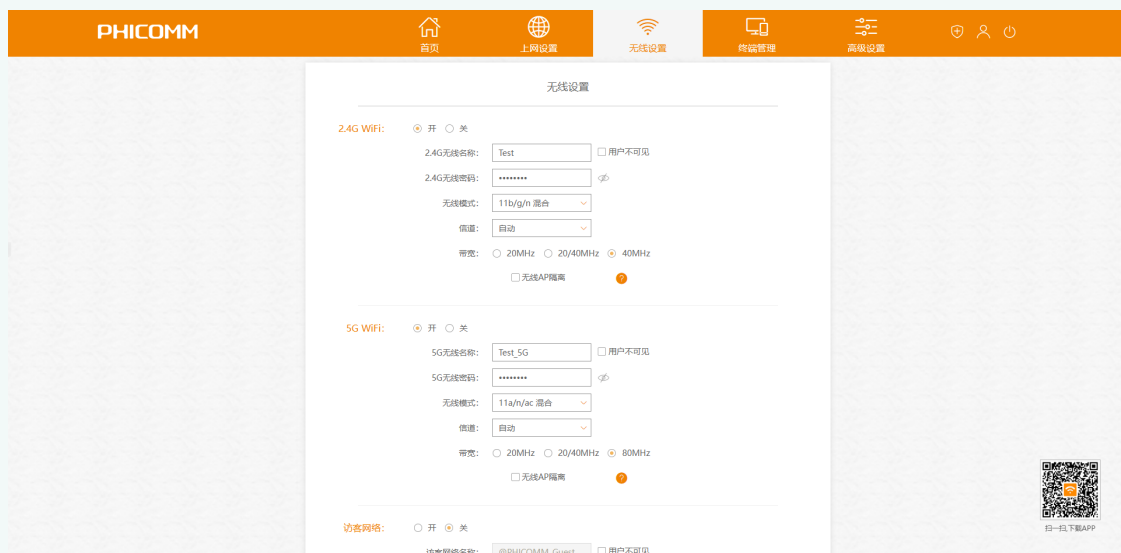 PHICOMM
首页
上网设置
无线设置
终端管理
高级设置
无线设置
2.4G WiFi: 开 关
2.4G无线名称: Test 用户不可见
2.4G无线密码: ••••••••
无线模式: 11b/g/n 混合
信道: 自动
带宽: 20MHz 20/40MHz 40MHz
无线AP隔离 ?
5G WiFi: 开 关
5G无线名称: Test_5G 用户不可见
5G无线密码: ••••••••
无线模式: 11a/n/ac 混合
信道: 自动
带宽: 20MHz 20/40MHz 80MHz
无线AP隔离 ?
扫一扫,下载APP
访客网络: 开 关
访客网络名称: @PHICOMM_Guest 用户不可见